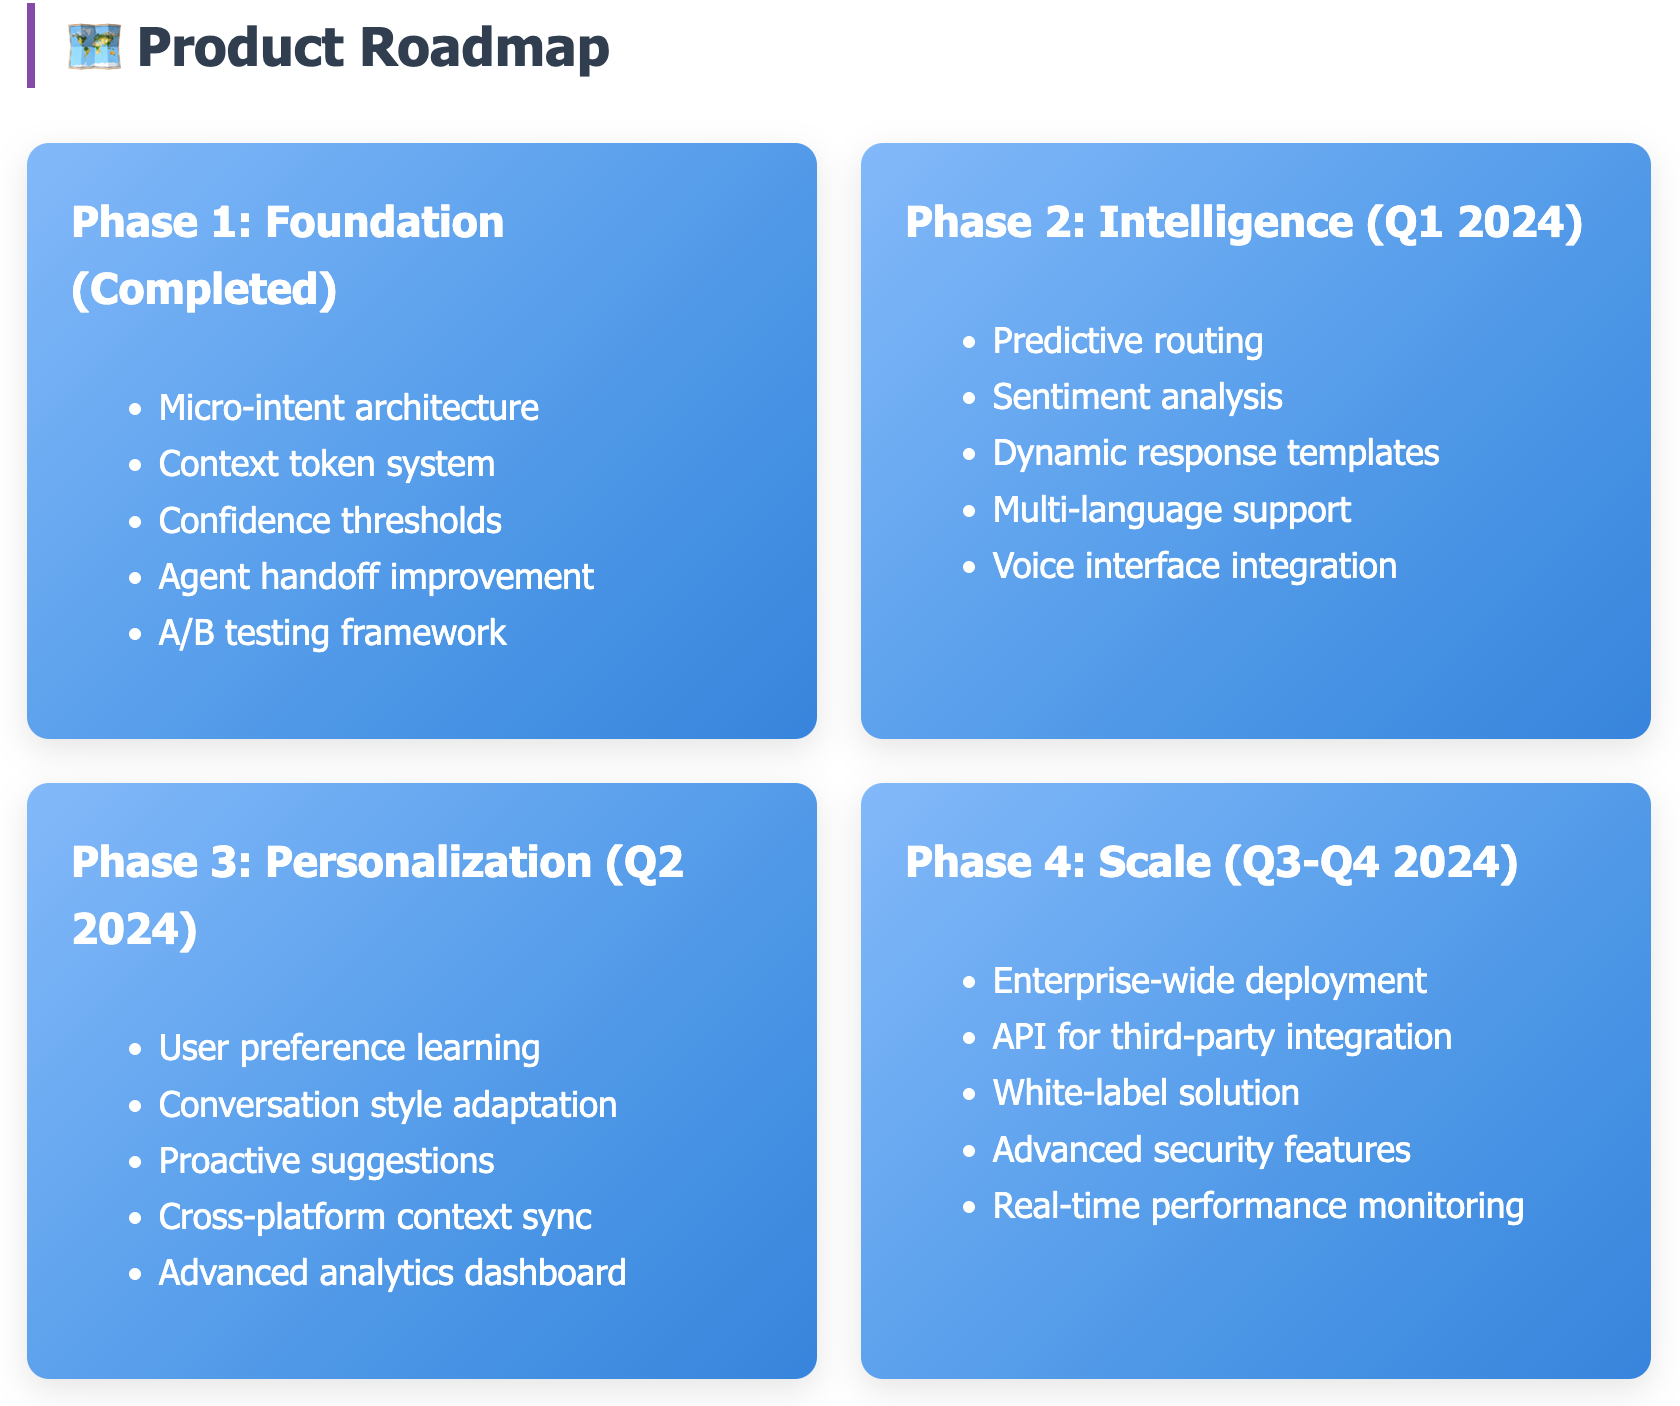 Product Roadmap
Phase 1: Foundation
(Completed)
• Micro-intent architecture
• Context token system
• Confidence thresholds
• Agent handoff improvement
• A/B testing framework
Phase 2: Intelligence (Q1 2024)
• Predictive routing
• Sentiment analysis
• Dynamic response templates
• Multi-language support
• Voice interface integration
Phase 3: Personalization (Q2
2024)
• User preference learning
• Conversation style adaptation
• Proactive suggestions
• Cross-platform context sync
• Advanced analytics dashboard
Phase 4: Scale (Q3-Q4 2024)
• Enterprise-wide deployment
• API for third-party integration
• White-label solution
• Advanced security features
• Real-time performance monitoring